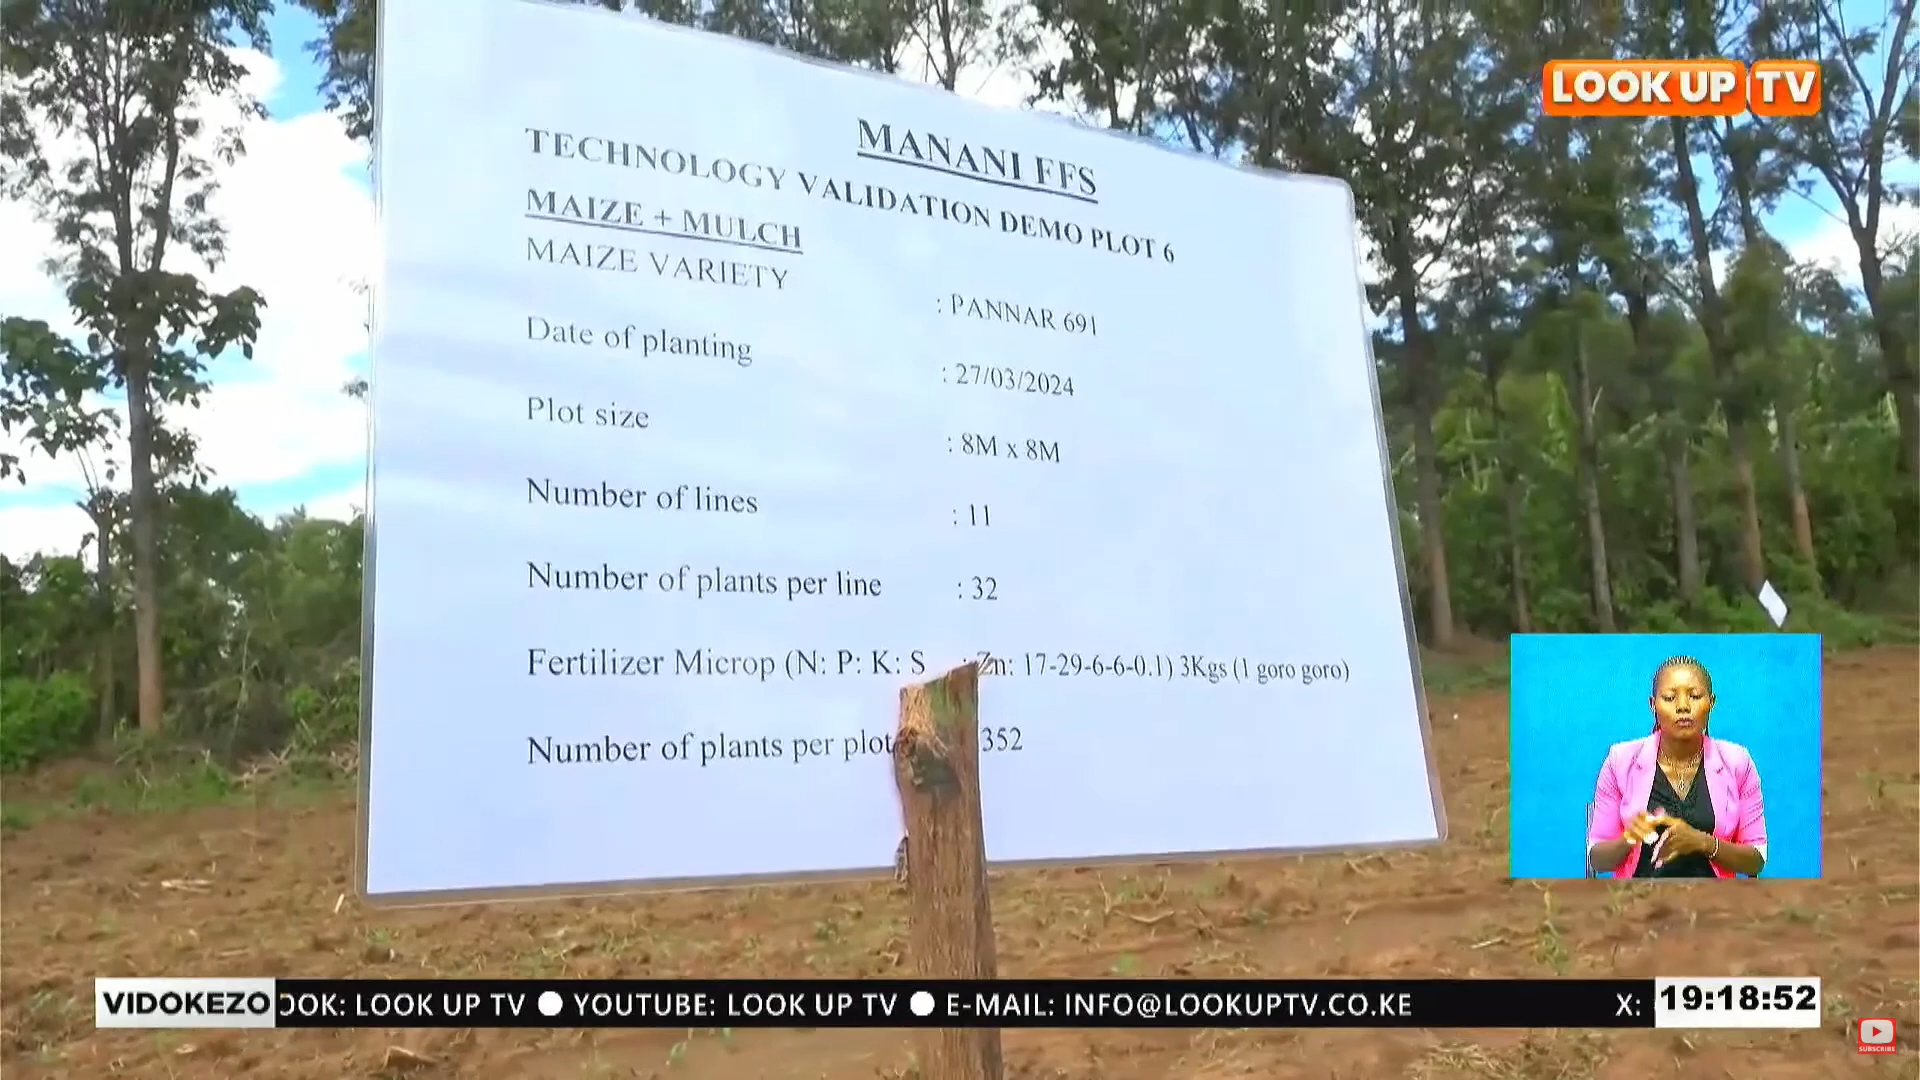 LOOK UP TV
MANANI FFS
TECHNOLOGY VALIDATION DEMO PLOT 6
MAIZE + MULCH
MAIZE VARIETY : PANNAR 691
Date of planting : 27/03/2024
Plot size : 8M x 8M
Number of lines : 11
Number of plants per line : 32
Fertilizer Microp (N: P: K: S : Zn: 17-29-6-6-0.1) 3Kgs (1 goro goro)
Number of plants per plot 352
VIDOKEZO OOK: LOOK UP TV ● YOUTUBE: LOOK UP TV ● E-MAIL: INFO@LOOKUPTV.CO.KE X: 19:18:52
SUBSCRIBE